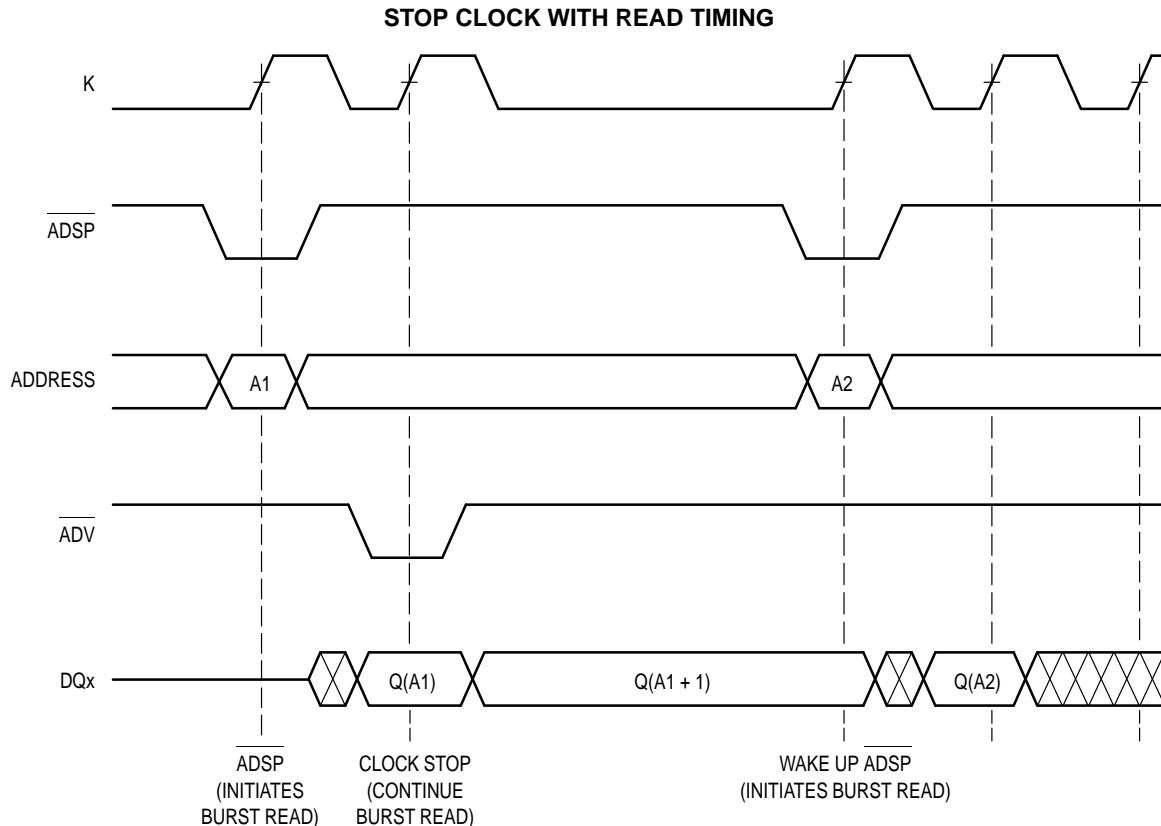 STOP CLOCK WITH READ TIMING
K
ADSP
ADDRESS
A1
A2
ADV
DQx
Q(A1)
Q(A1 + 1)
Q(A2)
ADSP
(INITIATES
BURST READ)
CLOCK STOP
(CONTINUE
BURST READ)
WAKE UP ADSP
(INITIATES BURST READ)